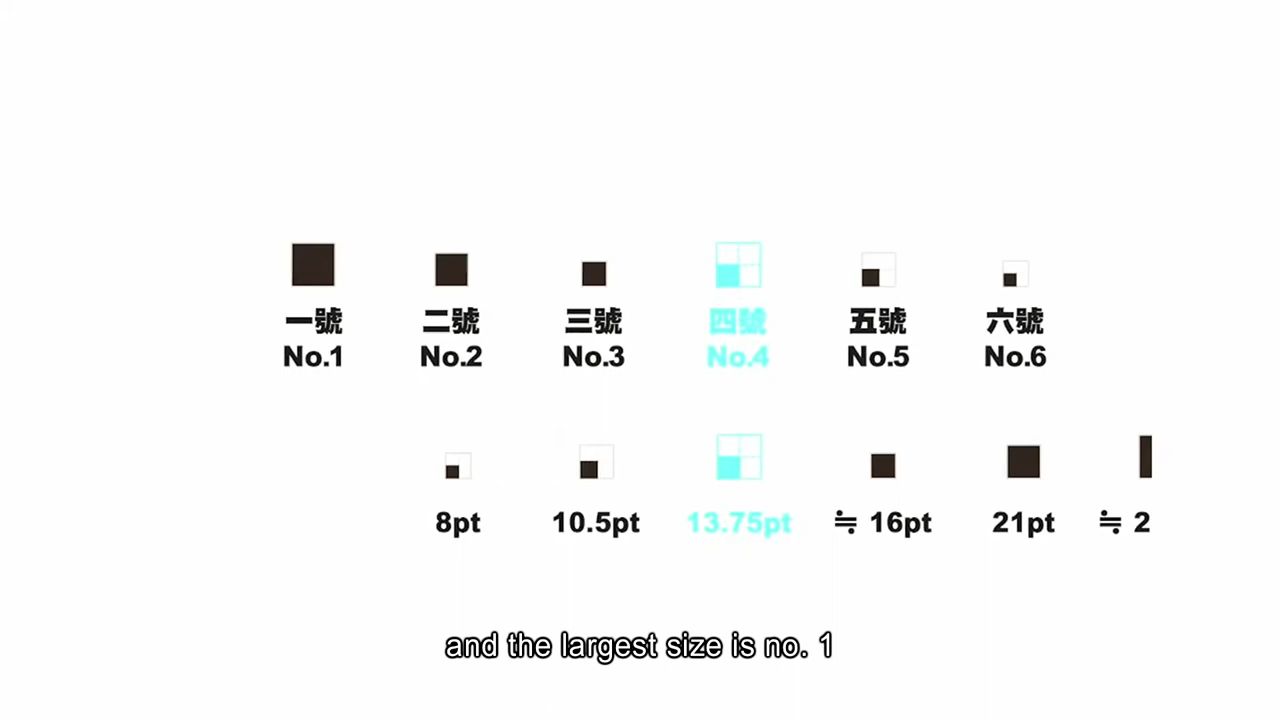 一號 二號 三號 四號 五號 六號
No.1 No.2 No.3 No.4 No.5 No.6
8pt 10.5pt 13.75pt ≒ 16pt 21pt ≒ 2
and the largest size is no. 1